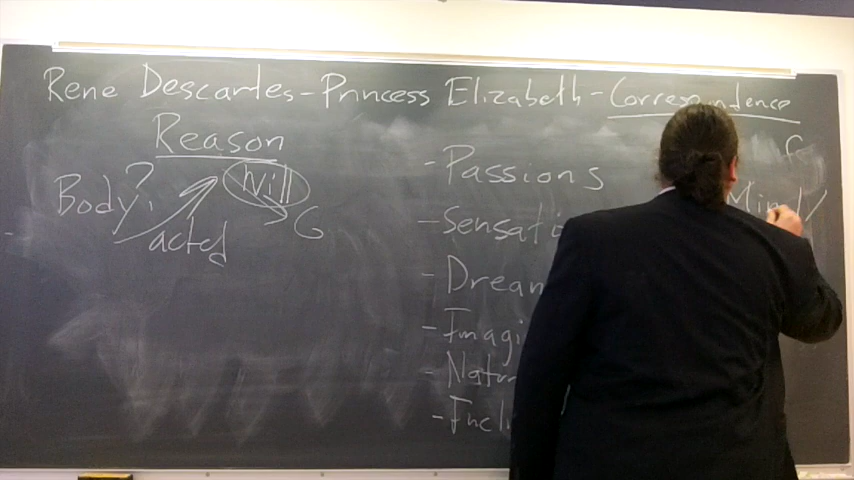 Rene Descartes - Princess Elizabeth - Correspondence
Reason
Body?
Will
acted
G
- Passions
- Sensati
- Dream
- Imagi
- Natur
- Incl
Mind/